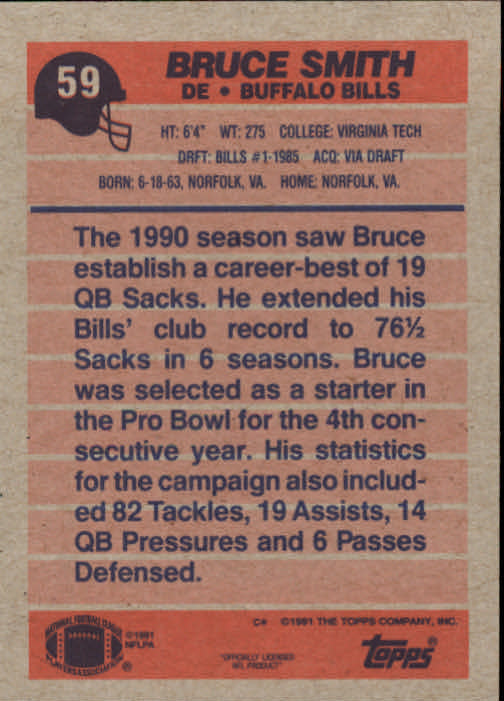 59
BRUCE SMITH
DE • BUFFALO BILLS
HT: 6'4" WT: 275 COLLEGE: VIRGINIA TECH
DRFT: BILLS #1-1985 ACQ: VIA DRAFT
BORN: 6-18-63, NORFOLK, VA. HOME: NORFOLK, VA.
The 1990 season saw Bruce
establish a career-best of 19
QB Sacks. He extended his
Bills' club record to 76½
Sacks in 6 seasons. Bruce
was selected as a starter in
the Pro Bowl for the 4th con-
secutive year. His statistics
for the campaign also includ-
ed 82 Tackles, 19 Assists, 14
QB Pressures and 6 Passes
Defensed.
C* ©1991 THE TOPPS COMPANY, INC.
NATIONAL FOOTBALL LEAGUE
PLAYERS ASSOCIATION ®
©1991
NFLPA
"OFFICIALLY LICENSED
NFL PRODUCT"
topps®